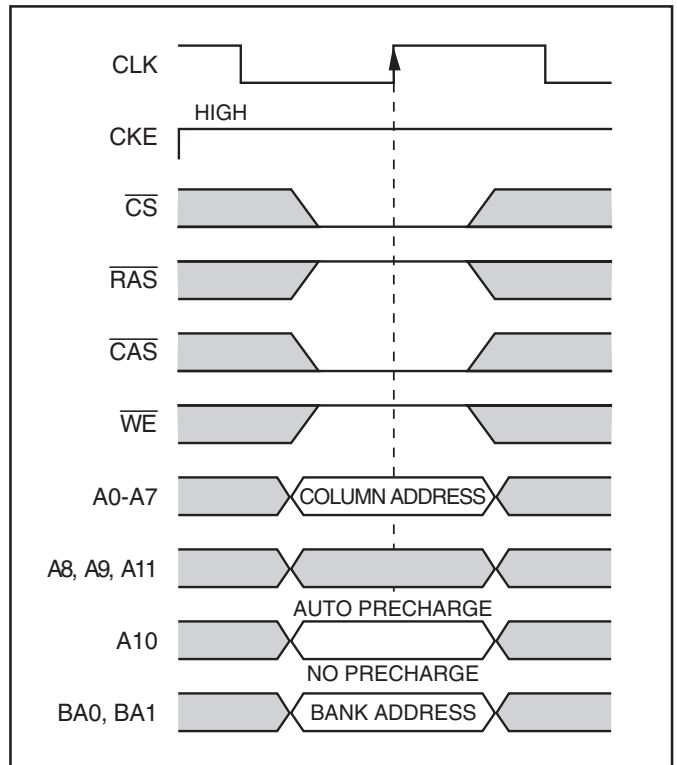 CLK
HIGH
CKE
CS
RAS
CAS
WE
A0-A7 COLUMN ADDRESS
A8, A9, A11
AUTO PRECHARGE
A10
NO PRECHARGE
BA0, BA1 BANK ADDRESS